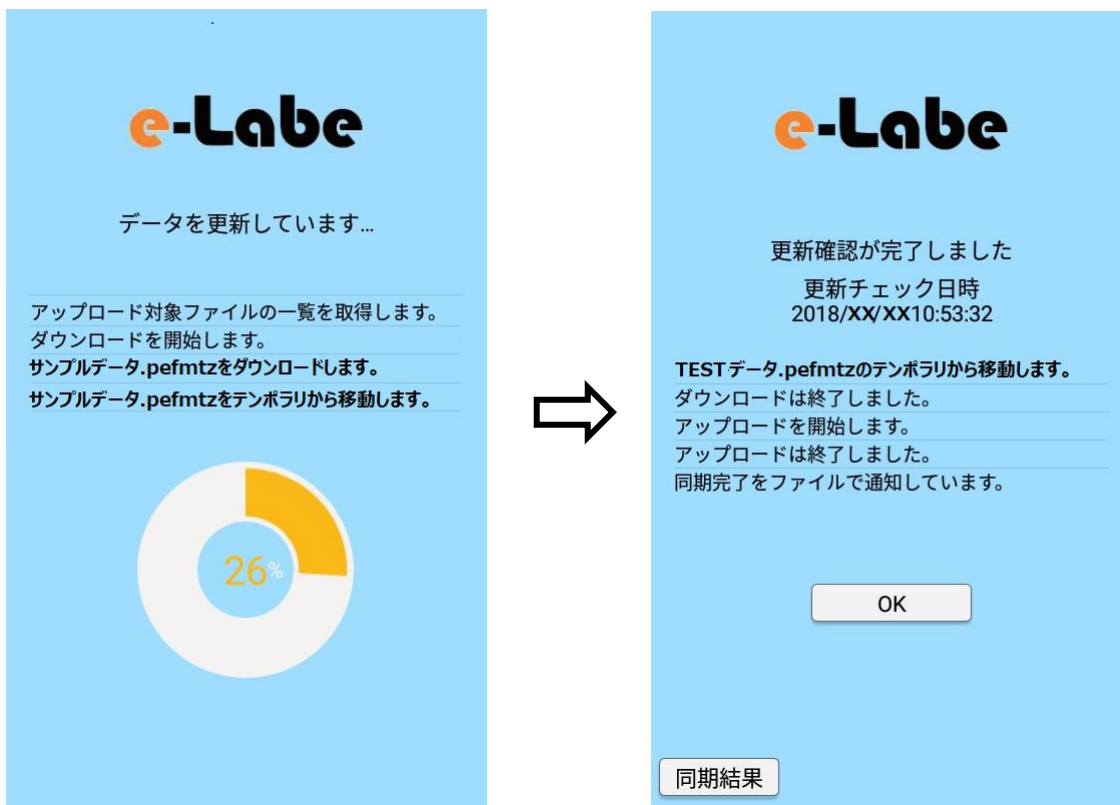 e-Labe
データを更新しています...
アップロード対象ファイルの一覧を取得します。
ダウンロードを開始します。
サンプルデータ.pefmtzをダウンロードします。
サンプルデータ.pefmtzをテンポラリから移動します。
26%
e-Labe
更新確認が完了しました
更新チェック日時
2018/XX/XX10:53:32
TESTデータ.pefmtzのテンポラリから移動します。
ダウンロードは終了しました。
アップロードを開始します。
アップロードは終了しました。
同期完了をファイルで通知しています。
OK
同期結果